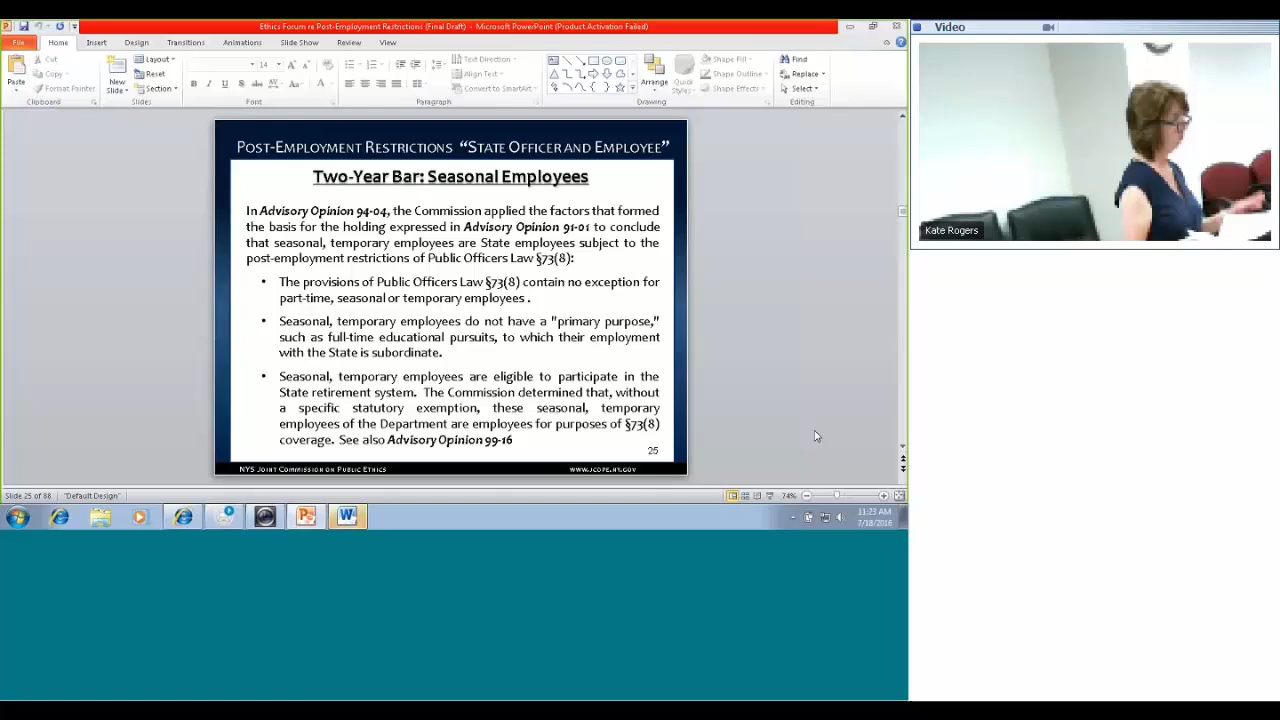 Ethics Forum re Post-Employment Restrictions (Final Draft) - Microsoft PowerPoint (Product Activation Failed)
File Home Insert Design Transitions Animations Slide Show Review View
Paste
Cut
Copy
Format Painter
Clipboard
New
Slide
Layout
Reset
Section
Slides
14
B I U S abc AV Aa A
Font
Paragraph
Text Direction
Align Text
Convert to SmartArt
Arrange
Quick
Styles
Shape Fill
Shape Outline
Shape Effects
Drawing
Find
Replace
Select
Editing
Video
Kate Rogers
POST-EMPLOYMENT RESTRICTIONS “STATE OFFICER AND EMPLOYEE”
Two-Year Bar: Seasonal Employees
In Advisory Opinion 94-04, the Commission applied the factors that formed
the basis for the holding expressed in Advisory Opinion 91-01 to conclude
that seasonal, temporary employees are State employees subject to the
post-employment restrictions of Public Officers Law §73(8):
• The provisions of Public Officers Law §73(8) contain no exception for
part-time, seasonal or temporary employees .
• Seasonal, temporary employees do not have a "primary purpose,"
such as full-time educational pursuits, to which their employment
with the State is subordinate.
• Seasonal, temporary employees are eligible to participate in the
State retirement system. The Commission determined that, without
a specific statutory exemption, these seasonal, temporary
employees of the Department are employees for purposes of §73(8)
coverage. See also Advisory Opinion 99-16
25
NYS JOINT COMMISSION ON PUBLIC ETHICS www.JCOPE.NY.GOV
Slide 25 of 88 "Default Design" 74%
11:23 AM
7/18/2016